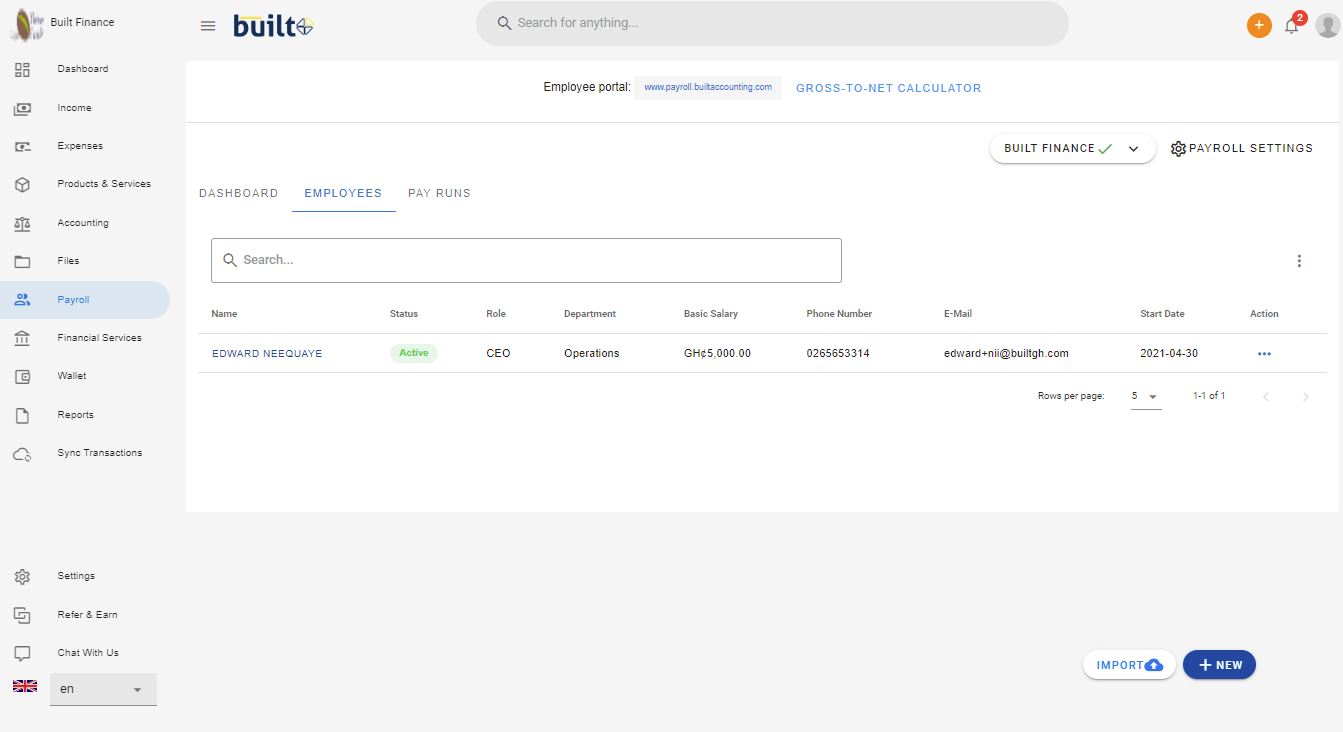 Built Finance
built
Search for anything...
+
2
Dashboard
Income
Expenses
Products & Services
Accounting
Files
Payroll
Financial Services
Wallet
Reports
Sync Transactions
Settings
Refer & Earn
Chat With Us
en
Employee portal: www.payroll.builtaccounting.com GROSS-TO-NET CALCULATOR
BUILT FINANCE PAYROLL SETTINGS
DASHBOARD EMPLOYEES PAY RUNS
Search...
Name Status Role Department Basic Salary Phone Number E-Mail Start Date Action
EDWARD NEEQUAYE Active CEO Operations GH¢5,000.00 0265653314 edward+nii@builtgh.com 2021-04-30
Rows per page: 5 1-1 of 1
IMPORT + NEW